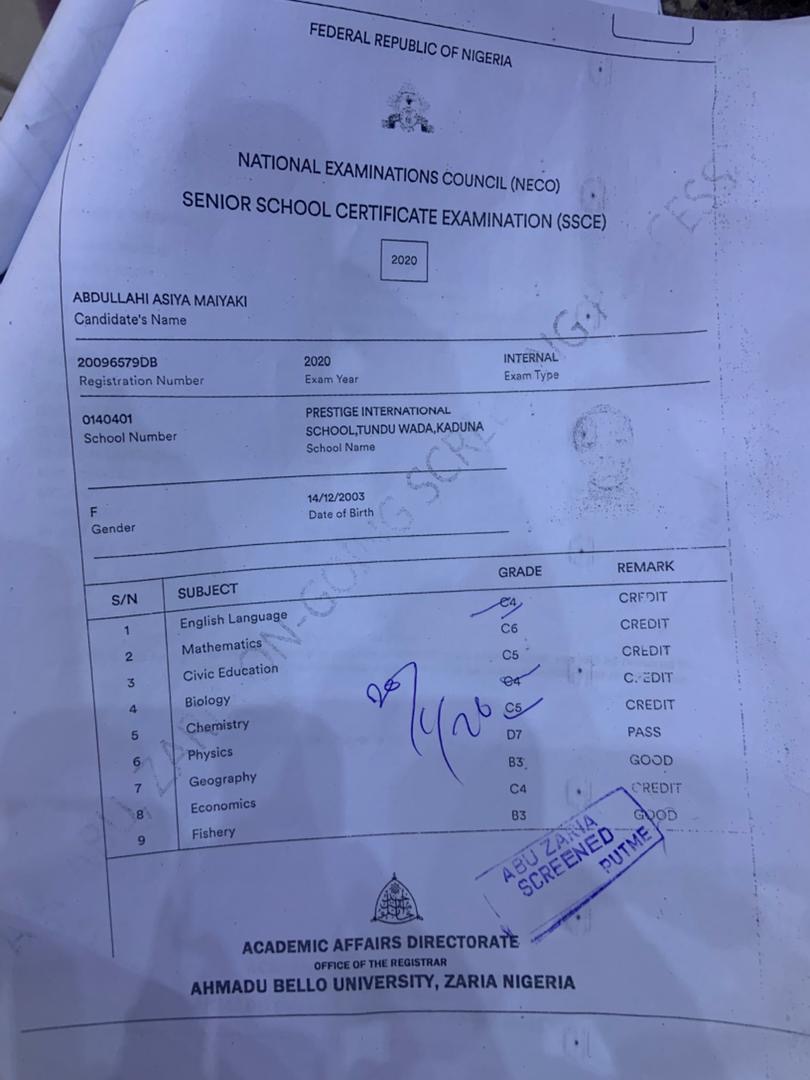 FEDERAL REPUBLIC OF NIGERIA
NATIONAL EXAMINATIONS COUNCIL (NECO)
SENIOR SCHOOL CERTIFICATE EXAMINATION (SSCE)
2020
ABDULLAHI ASIYA MAIYAKI
Candidate's Name
20096579DB 2020 INTERNAL
Registration Number Exam Year Exam Type
0140401 PRESTIGE INTERNATIONAL
School Number SCHOOL,TUNDU WADA,KADUNA
School Name
F 14/12/2003
Gender Date of Birth
S/N SUBJECT GRADE REMARK
1 English Language C4 CREDIT
2 Mathematics C6 CREDIT
3 Civic Education C5 CREDIT
4 Biology C4 CREDIT
5 Chemistry C5 CREDIT
6 Physics D7 PASS
7 Geography B3 GOOD
8 Economics C4 CREDIT
9 Fishery B3 GOOD
ABU ZARIA
SCREENED
PUTME
ACADEMIC AFFAIRS DIRECTORATE
OFFICE OF THE REGISTRAR
AHMADU BELLO UNIVERSITY, ZARIA NIGERIA